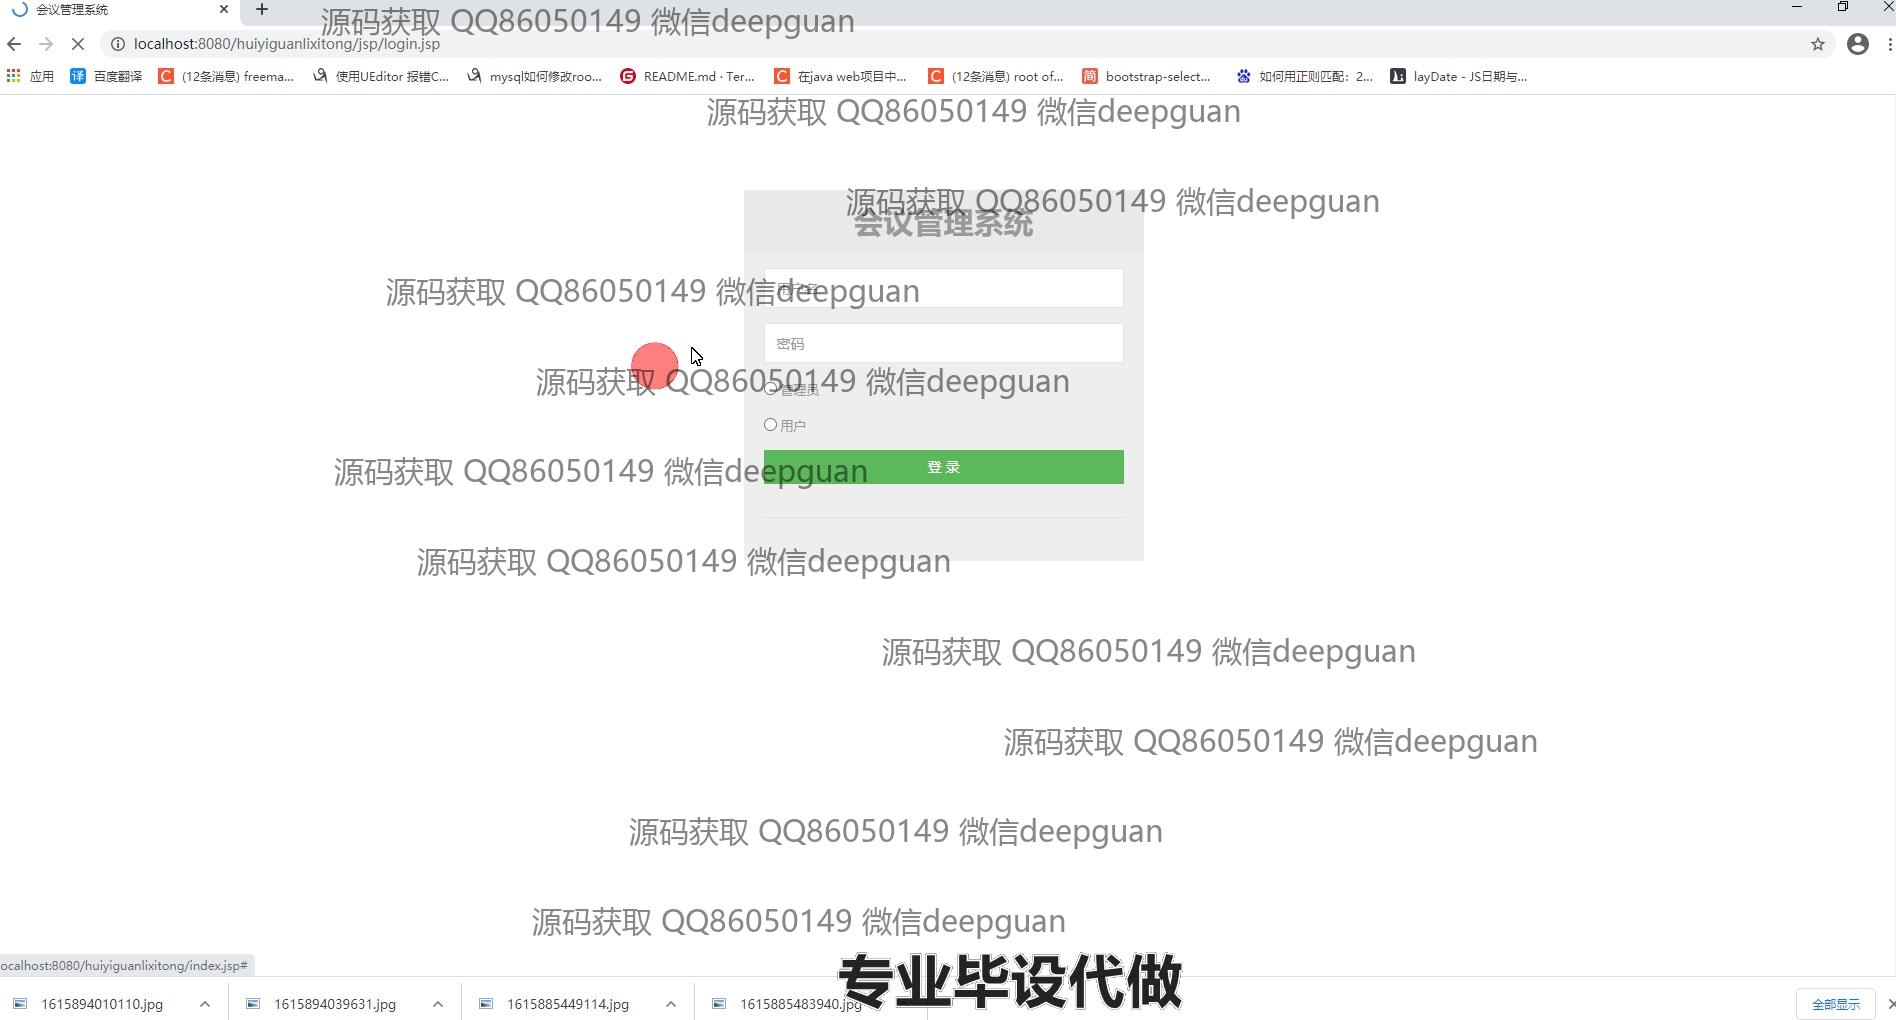 会议管理系统
源码获取 QQ86050149 微信deepguan
localhost:8080/huiyiguanlixitong/jsp/login.jsp
应用 百度翻译 (12条消息) freema... 使用UEditor 报错C... mysql如何修改roo... README.md · Ter... 在java web项目中... (12条消息) root of... bootstrap-select... 如何用正则匹配：2... layDate - JS日期与...
源码获取 QQ86050149 微信deepguan
源码获取 QQ86050149 微信deepguan
会议管理系统
用户名
源码获取 QQ86050149 微信deepguan
密码
源码获取 QQ86050149 微信deepguan
管理员
用户
登 录
源码获取 QQ86050149 微信deepguan
源码获取 QQ86050149 微信deepguan
源码获取 QQ86050149 微信deepguan
源码获取 QQ86050149 微信deepguan
源码获取 QQ86050149 微信deepguan
源码获取 QQ86050149 微信deepguan
ocalhost:8080/huiyiguanlixitong/index.jsp#
专业毕设代做
1615894010110.jpg 1615894039631.jpg 1615885449114.jpg 1615885483940.jpg 全部显示